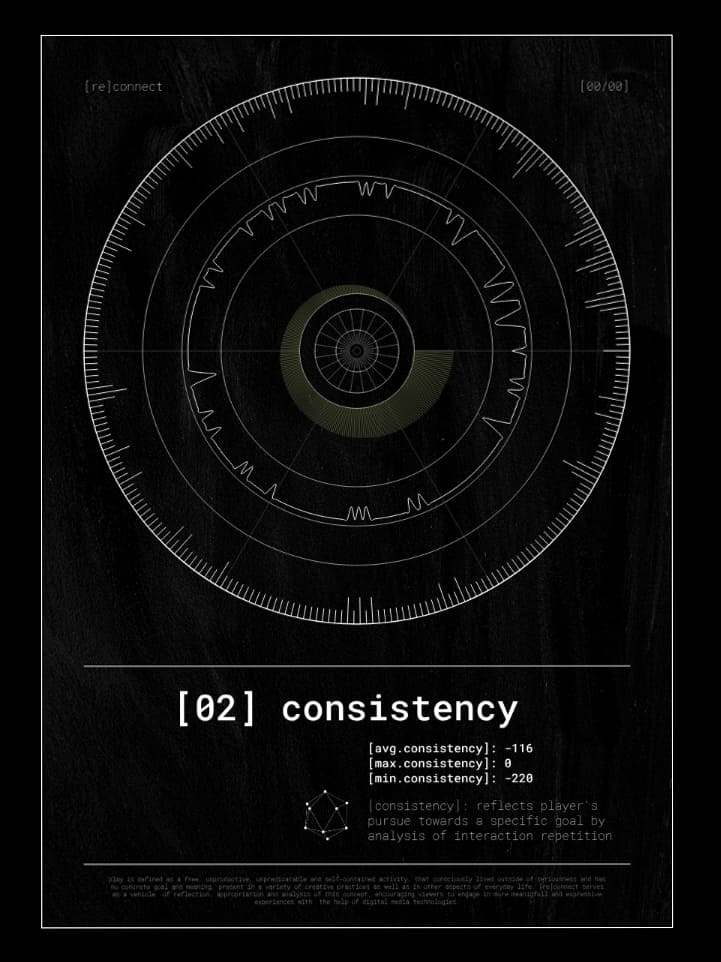 [re]connect
[00/00]
[02] consistency
[avg.consistency]: -116
[max.consistency]: 0
[min.consistency]: -220
[consistency]: reflects player's
pursue towards a specific goal by
analysis of interaction repetition
play is defined as a free, unproductive, unpredicatable and self-contained activity, that consciously lives outside of seriousness and has
no concrete goal and meaning, present in a variety of creative practices as well as in other aspects of everyday life. [re]connect serves
as a vehicle of reflection, appropriation and analysis of this concept, encouraging viewers to engage in more meaningful and expressive
experiences with the help of digital media technologies.